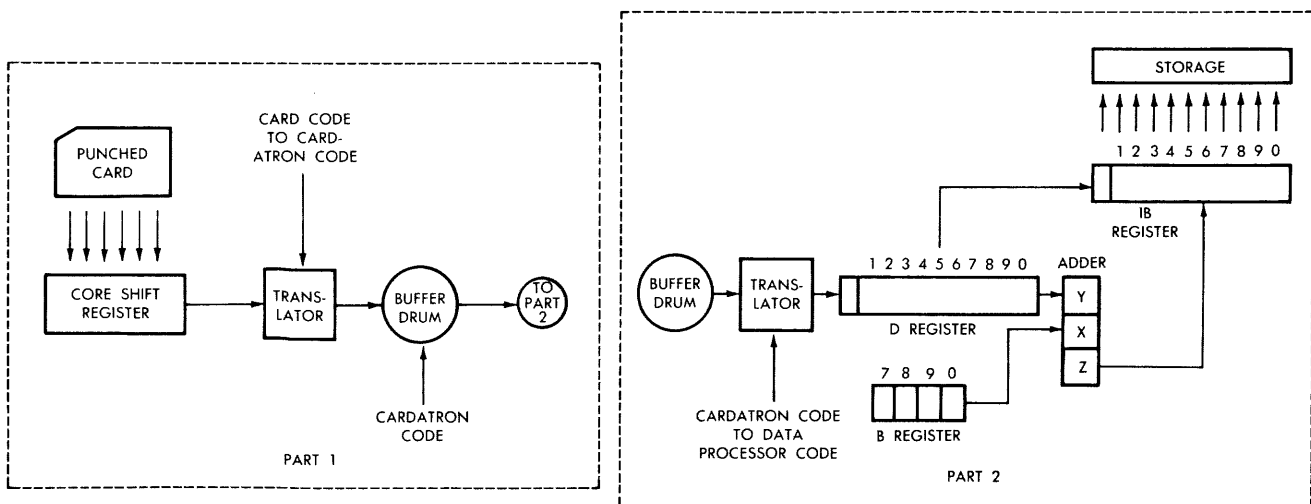 PUNCHED
CARD
CARD CODE
TO CARD-
ATRON CODE
CORE SHIFT
REGISTER
TRANS-
LATOR
BUFFER
DRUM
TO
PART
2
CARDATRON
CODE
PART 1
STORAGE
1 2 3 4 5 6 7 8 9 0
IB
REGISTER
BUFFER
DRUM
TRANS-
LATOR
1 2 3 4 5 6 7 8 9 0
D REGISTER
ADDER
Y
X
Z
7 8 9 0
B REGISTER
CARDATRON CODE
TO DATA
PROCESSOR CODE
PART 2